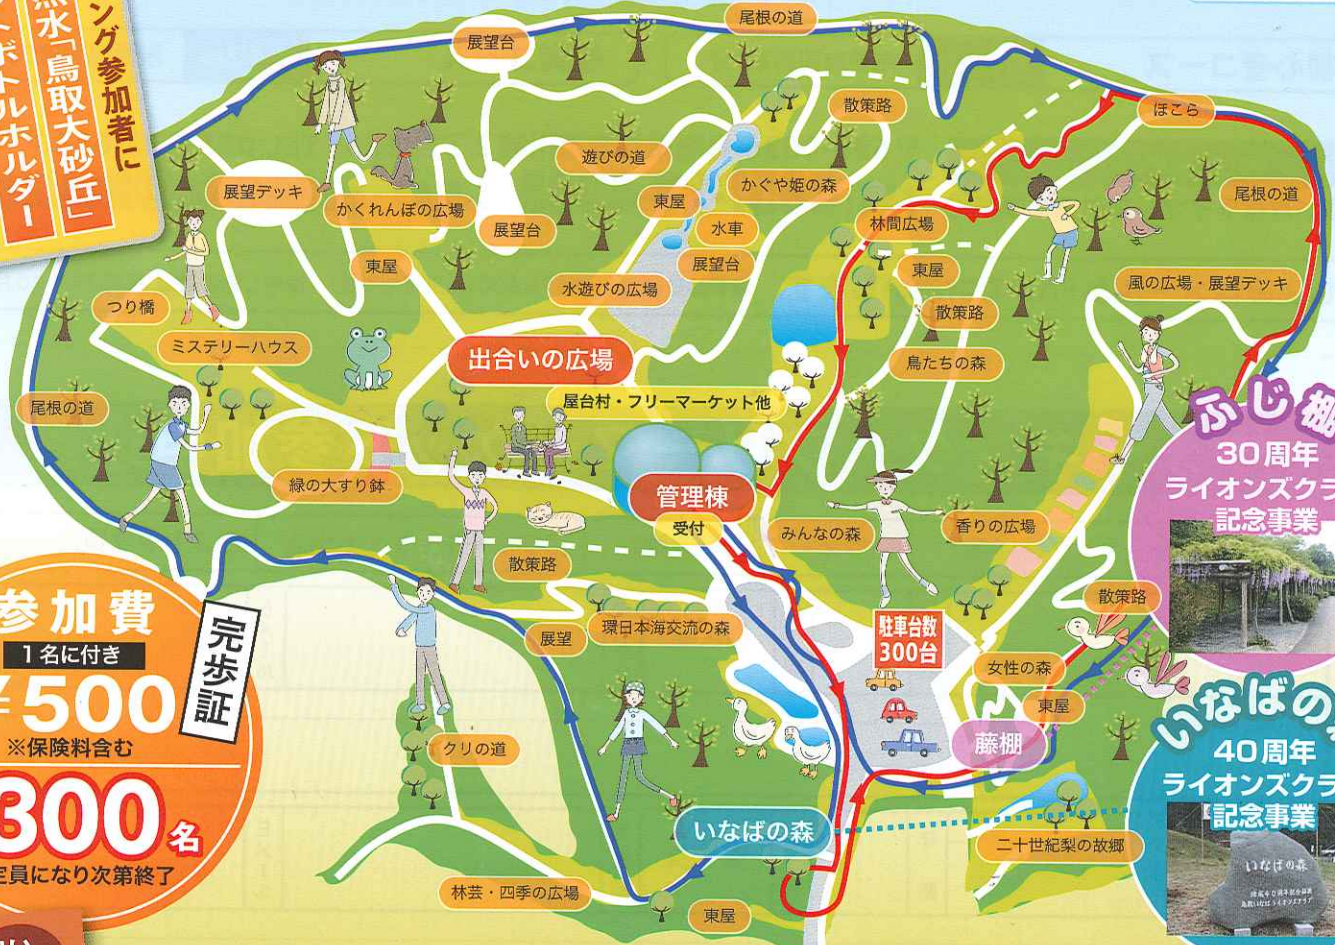 ング参加者に
水「鳥取大砂丘」
トボトルホルダー
尾根の道
展望台
散策路
ほこら
遊びの道
かぐや姫の森
展望デッキ
かくれんぼの広場
東屋
水車
展望台
林間広場
尾根の道
東屋
展望台
東屋
風の広場・展望デッキ
つり橋
水遊びの広場
散策路
ミステリーハウス
出合いの広場
鳥たちの森
尾根の道
屋台村・フリーマーケット他
緑の大すり鉢
管理棟
受付
みんなの森
香りの広場
ふじ棚
30周年
ライオンズクラ
記念事業
散策路
散策路
展望
環日本海交流の森
駐車台数
300台
女性の森
東屋
藤棚
参加費
1名に付き
¥500
※保険料含む
300名
定員になり次第終了
完歩証
クリの道
いなばの森
二十世紀梨の故郷
林芸・四季の広場
東屋
いなばの
40周年
ライオンズクラ
記念事業
いなばの森